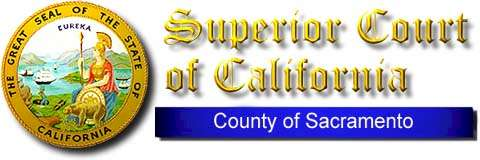 THE GREAT SEAL OF THE STATE OF CALIFORNIA
EUREKA
Superior Court
of California
County of Sacramento